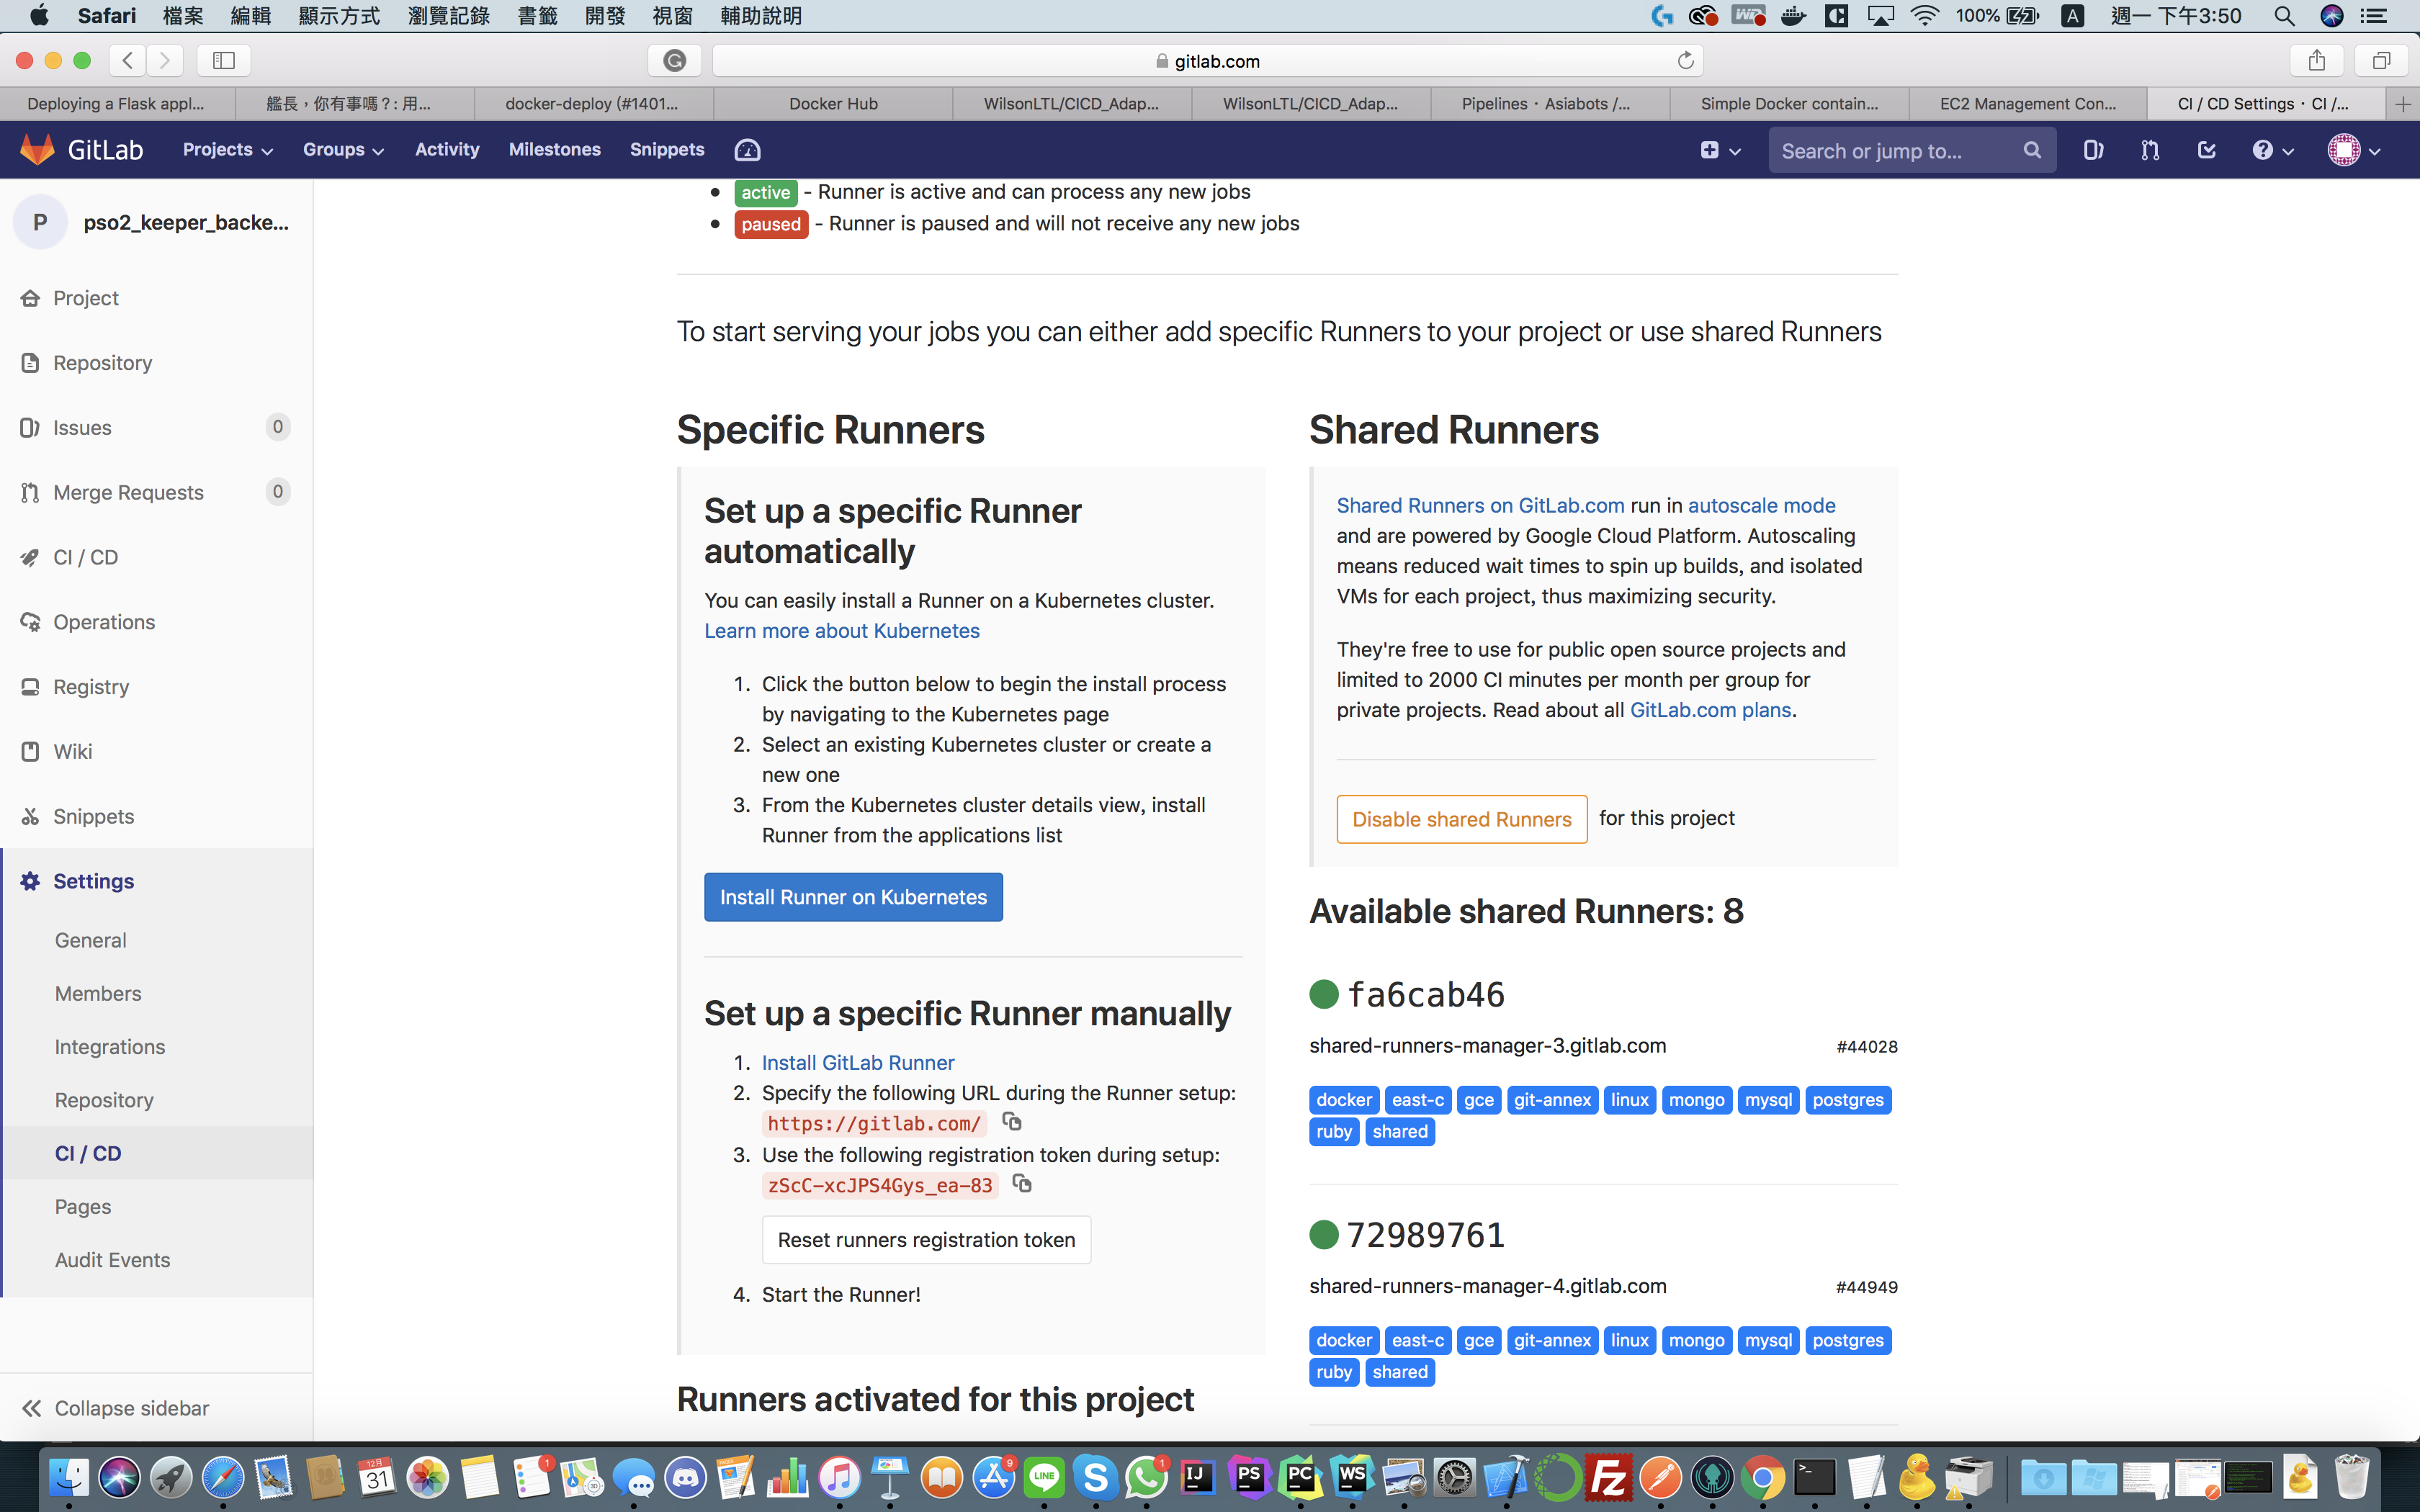 Safari 檔案 編輯 顯示方式 瀏覽記錄 書籤 開發 視窗 輔助說明 100% A 週一 下午3:50
gitlab.com
Deploying a Flask appl... 艦長，你有事嗎？: 用... docker-deploy (#1401... Docker Hub WilsonLTL/CICD_Adap... WilsonLTL/CICD_Adap... Pipelines · Asiabots /... Simple Docker contain... EC2 Management Con... CI / CD Settings · CI /...
GitLab Projects Groups Activity Milestones Snippets Search or jump to...
P pso2_keeper_backe...
Project
Repository
Issues 0
Merge Requests 0
CI / CD
Operations
Registry
Wiki
Snippets
Settings
General
Members
Integrations
Repository
CI / CD
Pages
Audit Events
Collapse sidebar
active - Runner is active and can process any new jobs
paused - Runner is paused and will not receive any new jobs
To start serving your jobs you can either add specific Runners to your project or use shared Runners
Specific Runners
Set up a specific Runner
automatically
You can easily install a Runner on a Kubernetes cluster.
Learn more about Kubernetes
1. Click the button below to begin the install process
by navigating to the Kubernetes page
2. Select an existing Kubernetes cluster or create a
new one
3. From the Kubernetes cluster details view, install
Runner from the applications list
Install Runner on Kubernetes
Set up a specific Runner manually
1. Install GitLab Runner
2. Specify the following URL during the Runner setup:
https://gitlab.com/
3. Use the following registration token during setup:
zScC-xcJPS4Gys_ea-83
Reset runners registration token
4. Start the Runner!
Runners activated for this project
Shared Runners
Shared Runners on GitLab.com run in autoscale mode
and are powered by Google Cloud Platform. Autoscaling
means reduced wait times to spin up builds, and isolated
VMs for each project, thus maximizing security.
They're free to use for public open source projects and
limited to 2000 CI minutes per month per group for
private projects. Read about all GitLab.com plans.
Disable shared Runners for this project
Available shared Runners: 8
fa6cab46
shared-runners-manager-3.gitlab.com #44028
docker east-c gce git-annex linux mongo mysql postgres
ruby shared
72989761
shared-runners-manager-4.gitlab.com #44949
docker east-c gce git-annex linux mongo mysql postgres
ruby shared
12月 31 1 9 LINE 1 IJ PS PC WS